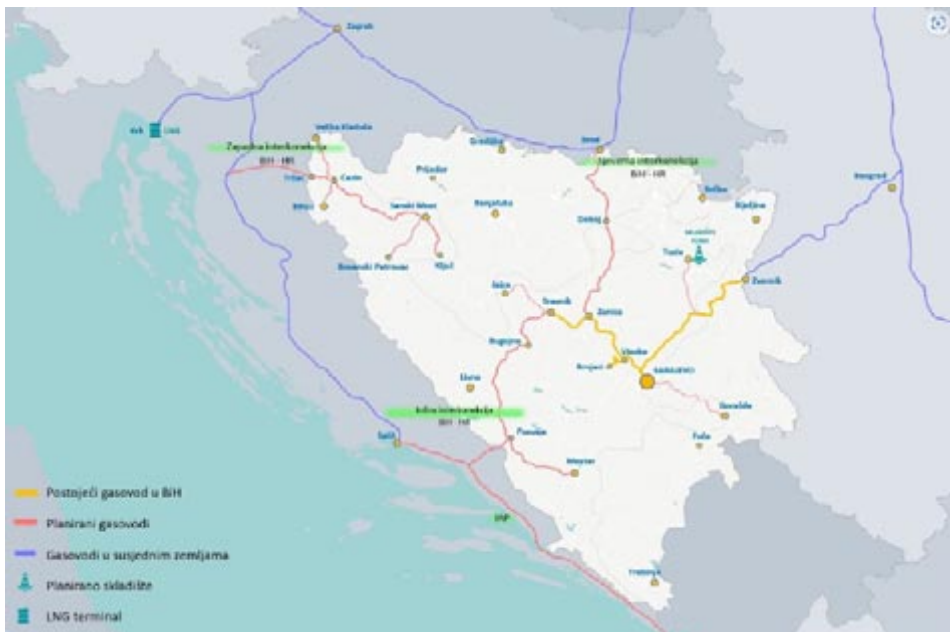 Zagreb
Krk
LNG
Velika Kladuša
Zapadna interkonekcija
BIH - HR
Tržac
Cazin
Bihać
Prijedor
Gradiška
Brod
Sjeverna interkonekcija
BIH - HR
Brčko
Bijeljina
Beograd
Sanski Most
Banjaluka
Doboj
Tuzla
Bosanski Petrovac
Ključ
Jajce
Zvornik
Travnik
Zenica
Bugojno
Visoko
SARAJEVO
Livno
Južna interkonekcija
BIH - HR
Goražde
Split
Posušje
Foča
Mostar
IAP
Trebinje
Postojeći gasovod u BiH
Planirani gasovodi
Gasovodi u susjednim zemljama
Planirano skladište
LNG terminal